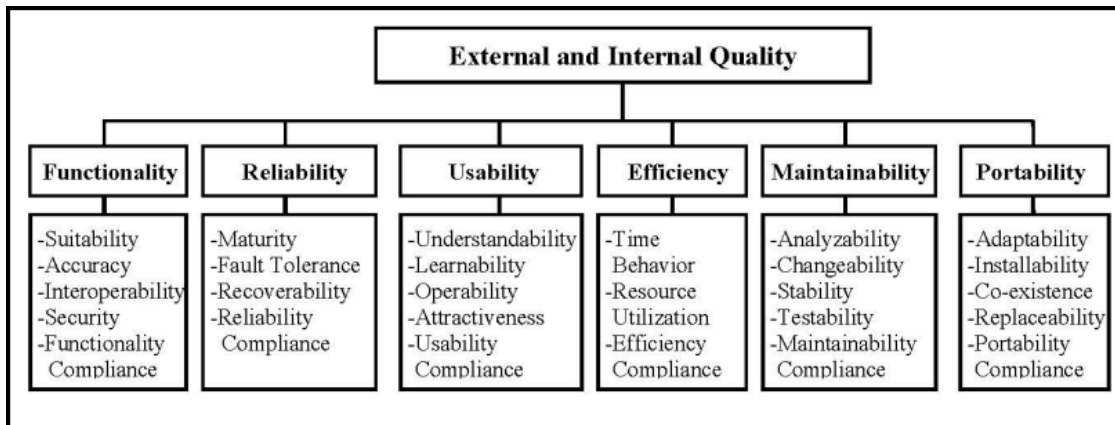 External and Internal Quality
Functionality
-Suitability
-Accuracy
-Interoperability
-Security
-Functionality
Compliance
Reliability
-Maturity
-Fault Tolerance
-Recoverability
-Reliability
Compliance
Usability
-Understandability
-Learnability
-Operability
-Attractiveness
-Usability
Compliance
Efficiency
-Time
Behavior
-Resource
Utilization
-Efficiency
Compliance
Maintainability
-Analyzability
-Changeability
-Stability
-Testability
-Maintainability
Compliance
Portability
-Adaptability
-Installability
-Co-existence
-Replaceability
-Portability
Compliance